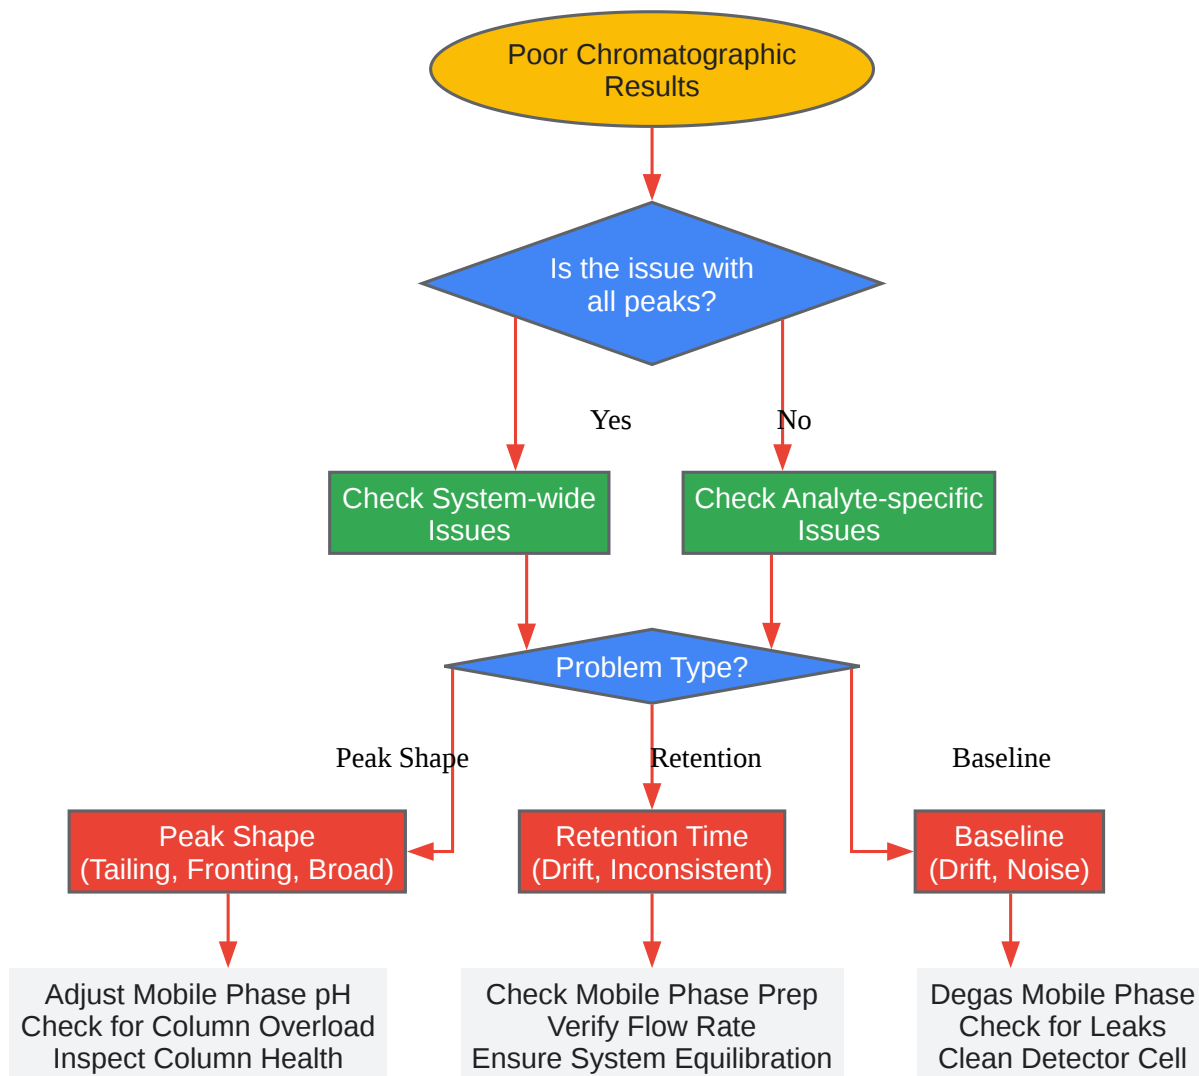 Poor Chromatographic
Results
Is the issue with
all peaks?
Yes
No
Check System-wide
Issues
Check Analyte-specific
Issues
Problem Type?
Peak Shape
Retention
Baseline
Peak Shape
(Tailing, Fronting, Broad)
Retention Time
(Drift, Inconsistent)
Baseline
(Drift, Noise)
Adjust Mobile Phase pH
Check for Column Overload
Inspect Column Health
Check Mobile Phase Prep
Verify Flow Rate
Ensure System Equilibration
Degas Mobile Phase
Check for Leaks
Clean Detector Cell